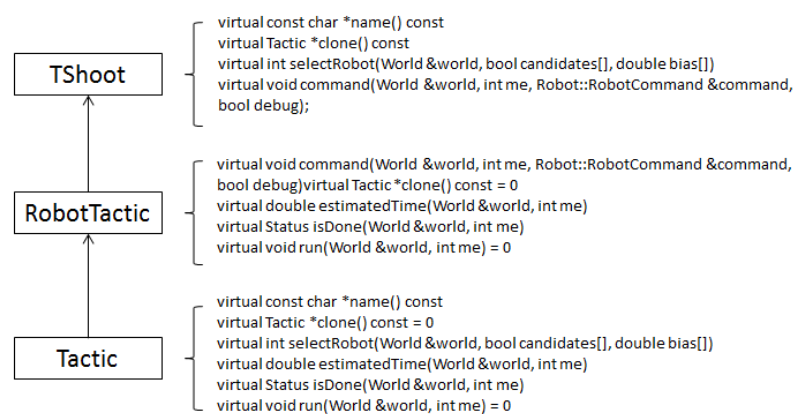 TShoot
virtual const char *name() const
virtual Tactic *clone() const
virtual int selectRobot(World &world, bool candidates[], double bias[])
virtual void command(World &world, int me, Robot::RobotCommand &command,
bool debug);
RobotTactic
virtual void command(World &world, int me, Robot::RobotCommand &command,
bool debug)virtual Tactic *clone() const = 0
virtual double estimatedTime(World &world, int me)
virtual Status isDone(World &world, int me)
virtual void run(World &world, int me) = 0
Tactic
virtual const char *name() const
virtual Tactic *clone() const = 0
virtual int selectRobot(World &world, bool candidates[], double bias[])
virtual double estimatedTime(World &world, int me)
virtual Status isDone(World &world, int me)
virtual void run(World &world, int me) = 0